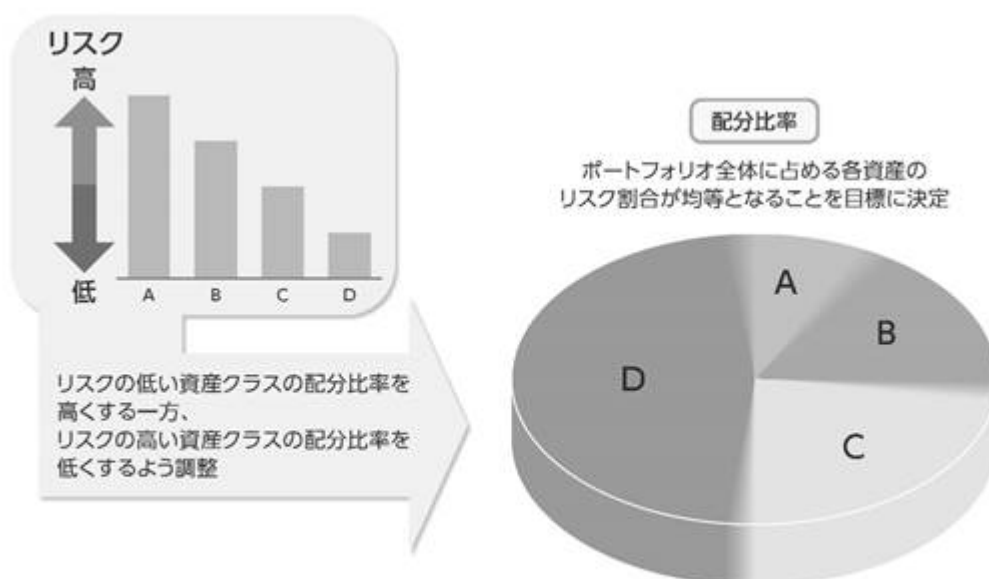 リスク
高
低
A B C D
リスクの低い資産クラスの配分比率を
高くする一方、
リスクの高い資産クラスの配分比率を
低くするよう調整
配分比率
ポートフォリオ全体に占める各資産の
リスク割合が均等となることを目標に決定
A
B
C
D